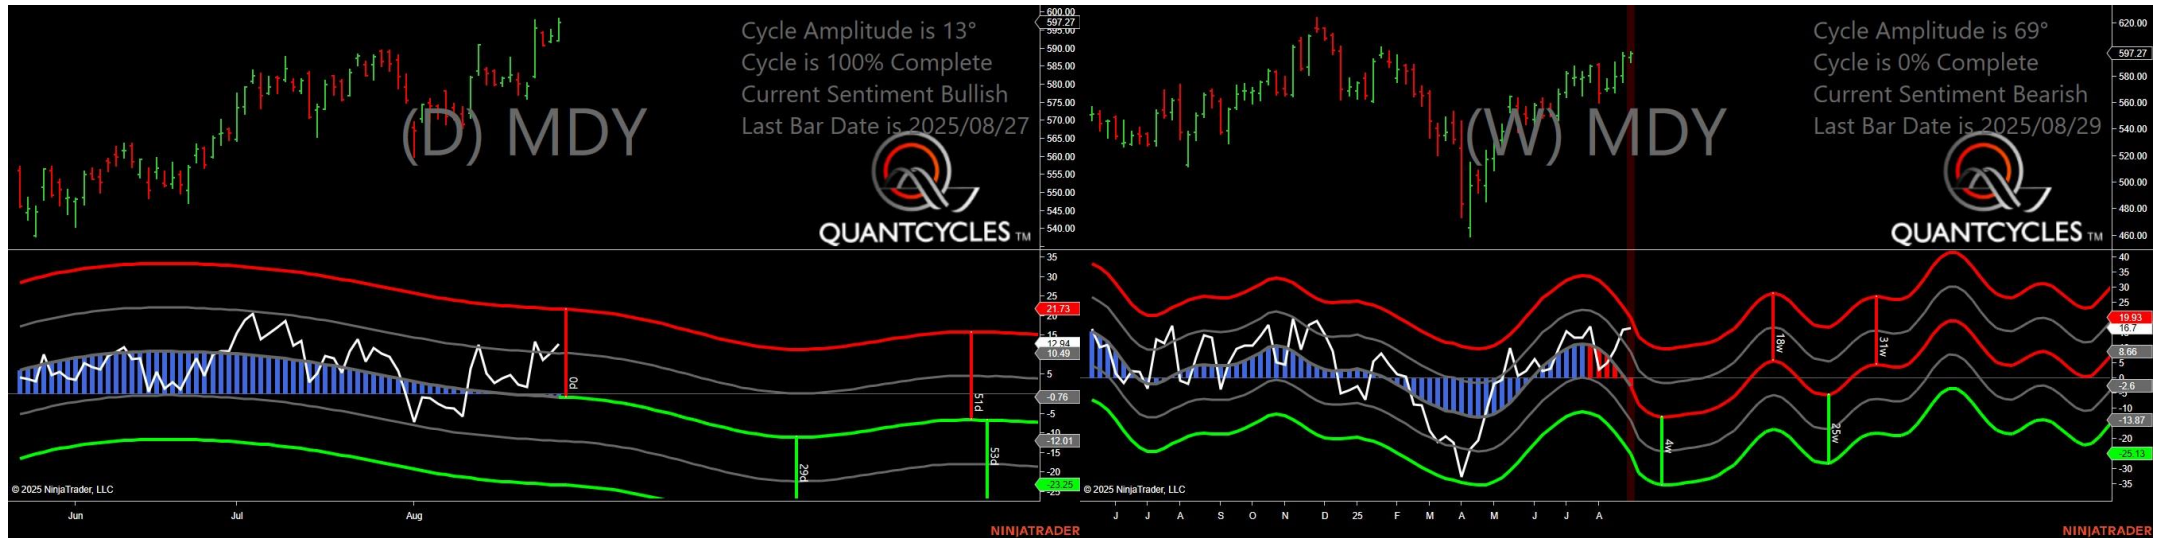 Cycle Amplitude is 13°
Cycle is 100% Complete
Current Sentiment Bullish
Last Bar Date is 2025/08/27
(D) MDY
QUANTCYCLES TM
600.00
597.27
595.00
590.00
585.00
580.00
575.00
570.00
565.00
560.00
555.00
550.00
545.00
540.00
35
30
25
21.73
20
15
12.94
10.49
5
-0.76
-5
-10
-12.01
-15
-20
-23.25
-25
0d
29d
51d
53d
© 2025 NinjaTrader, LLC
Jun Jul Aug
NINJATRADER
Cycle Amplitude is 69°
Cycle is 0% Complete
Current Sentiment Bearish
Last Bar Date is 2025/08/29
(W) MDY
QUANTCYCLES TM
620.00
597.27
580.00
560.00
540.00
520.00
500.00
480.00
460.00
40
35
30
25
19.93
16.7
8.66
5
0
-2.6
-5
-10
-13.87
-20
-25.13
-30
-35
4w
18w
25w
31w
© 2025 NinjaTrader, LLC
J J A S O N D 25 F M A M J J A
NINJATRADER